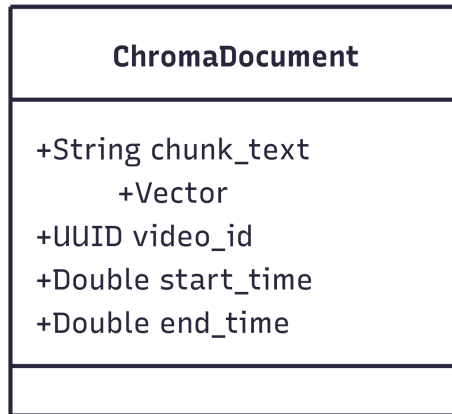 ChromaDocument
+String chunk_text
+Vector
+UUID video_id
+Double start_time
+Double end_time